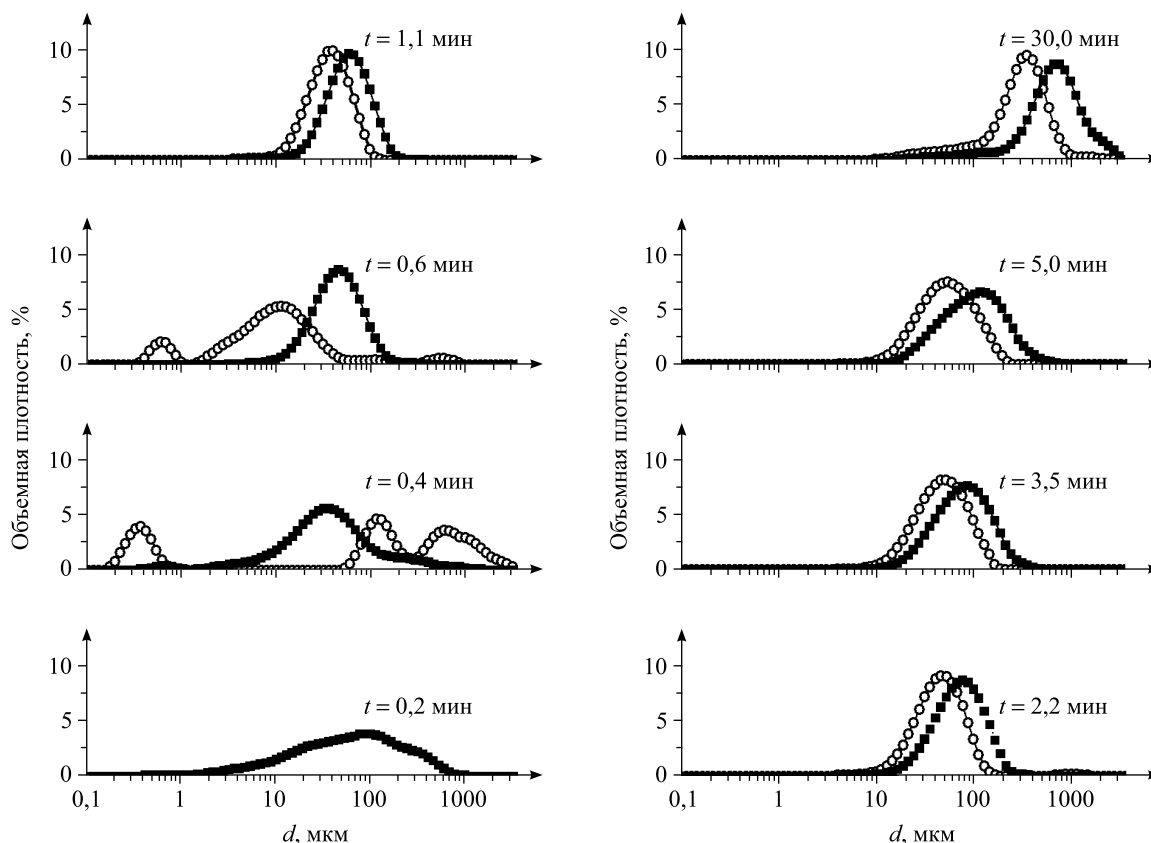 t = 1,1 мин
10
5
0
t = 0,6 мин
10
5
0
t = 0,4 мин
10
5
0
t = 0,2 мин
10
5
0
0,1 1 10 100 1000
d, мкм
Объемная плотность, %
t = 30,0 мин
10
5
0
t = 5,0 мин
10
5
0
t = 3,5 мин
10
5
0
t = 2,2 мин
10
5
0
0,1 1 10 100 1000
d, мкм
Объемная плотность, %